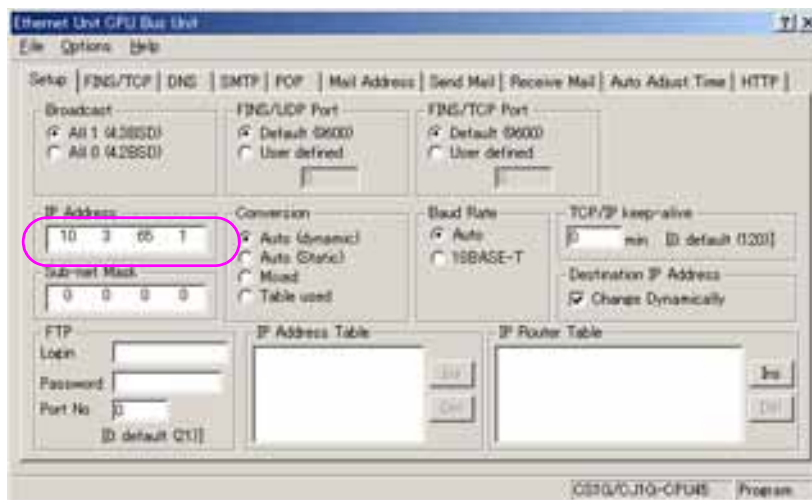 Ethernet Unit CPU Bus Unit
File Options Help
Setup FINS/TCP DNS SMTP POP Mail Address Send Mail Receive Mail Auto Adjust Time HTTP
Broadcast
All 1 (4.3BSD)
All 0 (4.2BSD)
FINS/UDP Port
Default (9600)
User defined
FINS/TCP Port
Default (9600)
User defined
IP Address
10 3 65 1
Sub-net Mask
0 0 0 0
Conversion
Auto (dynamic)
Auto (Static)
Mixed
Table used
Baud Rate
Auto
10BASE-T
TCP/IP keep-alive
0 min [0: default (120)]
Destination IP Address
Change Dynamically
FTP
Login
Password
Port No 0
[0: default (21)]
IP Address Table
Ins
Del
IP Router Table
Ins
Del
CS1G/CJ1G-CPU45 Program